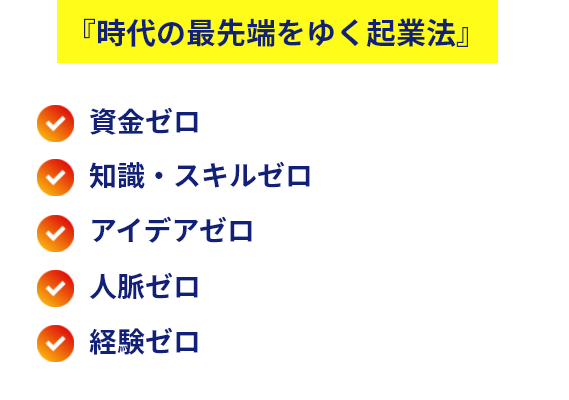 『時代の最先端をゆく起業法』
資金ゼロ
知識・スキルゼロ
アイデアゼロ
人脈ゼロ
経験ゼロ